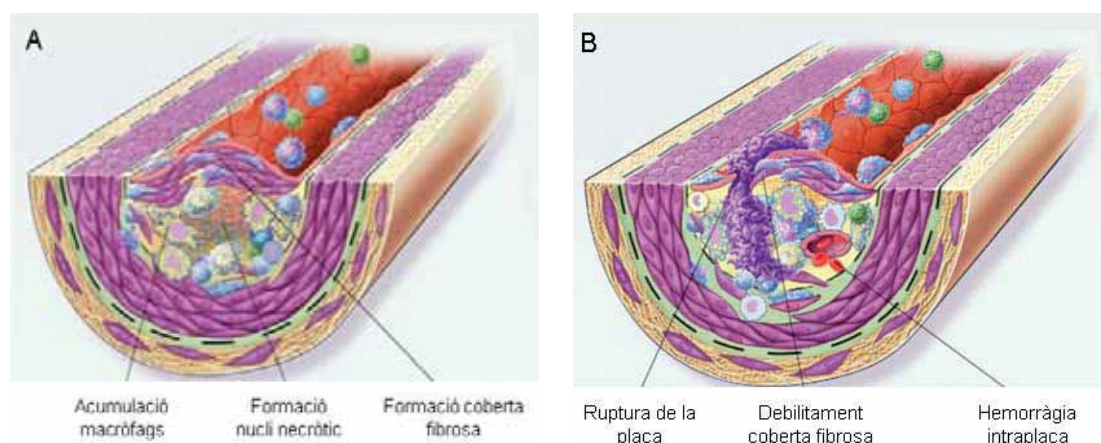 A
B
Acumulació
macròfags
Formació
nucli necròtic
Formació coberta
fibrosa
Ruptura de la
placa
Debilitament
coberta fibrosa
Hemorràgia
intraplaca